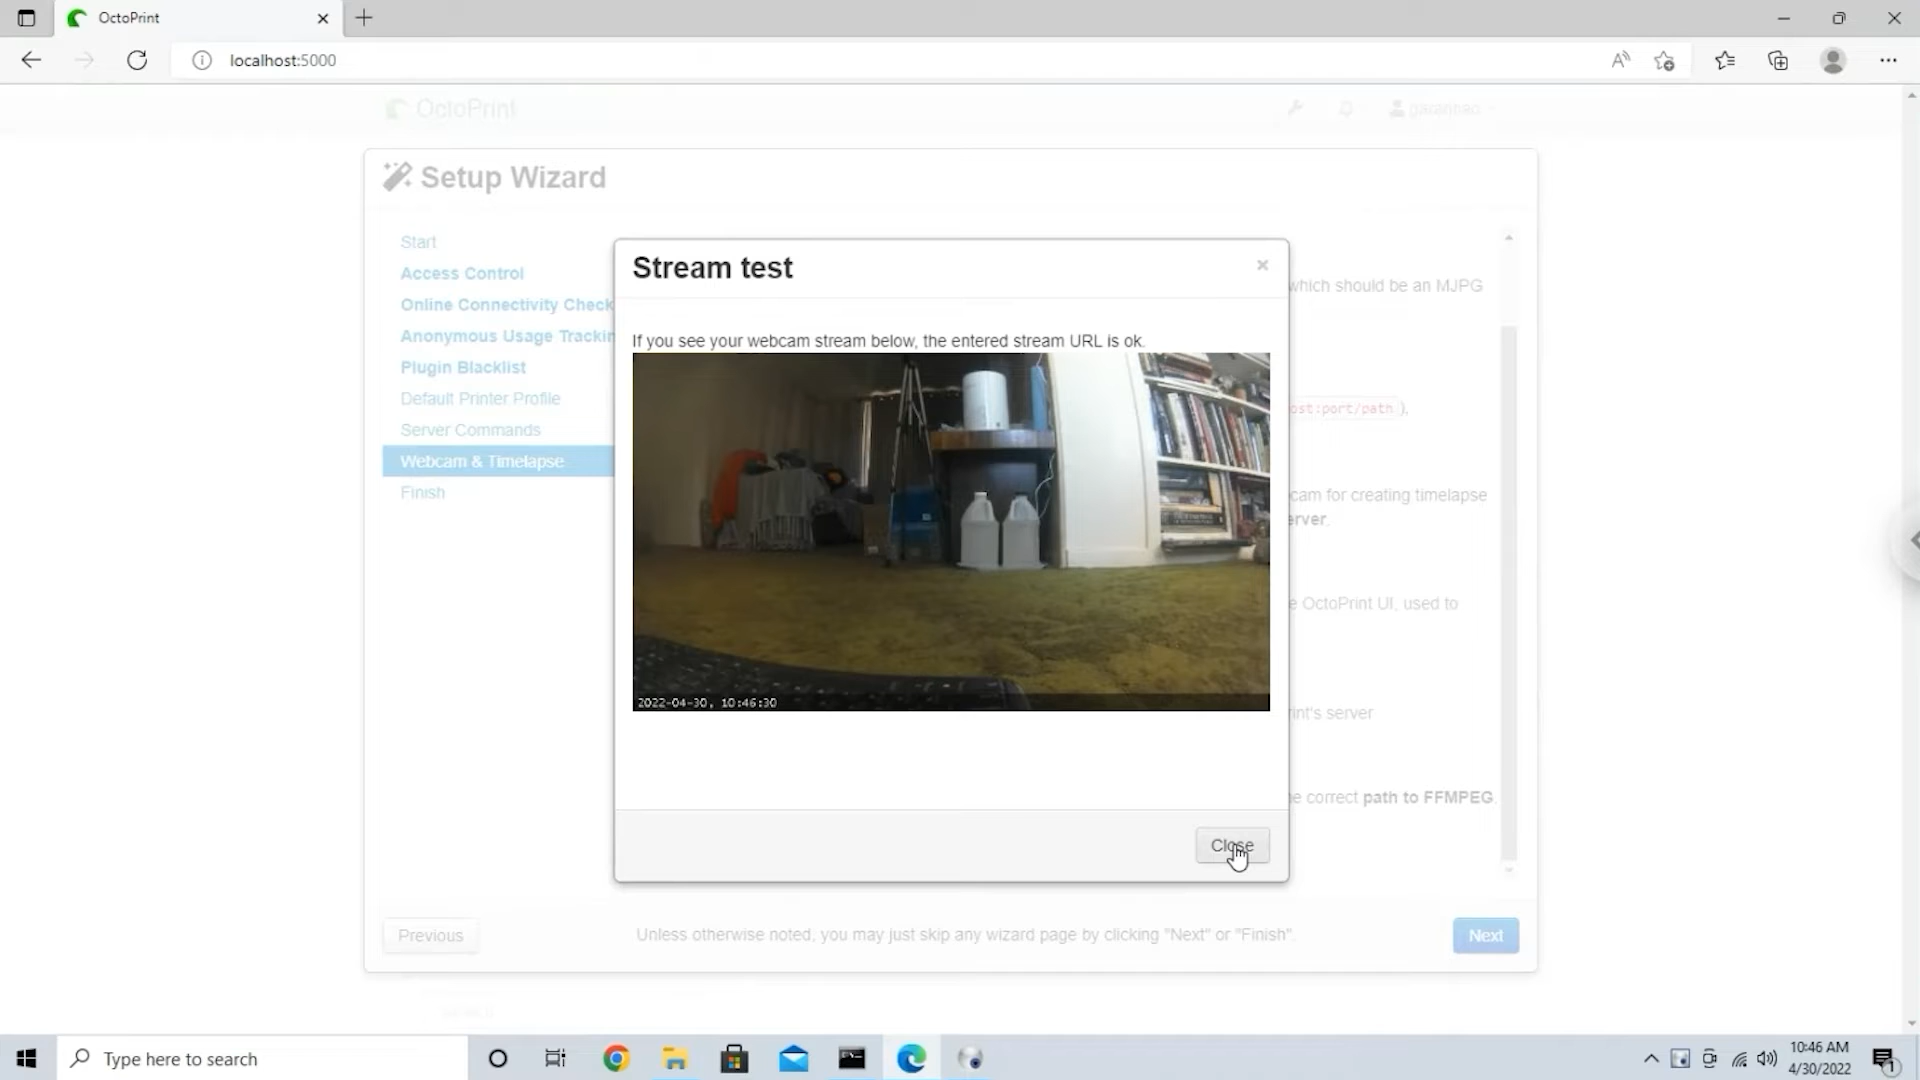 OctoPrint
localhost:5000
OctoPrint
Setup Wizard
Start
Access Control
Online Connectivity Check
Anonymous Usage Trackin
Plugin Blacklist
Default Printer Profile
Server Commands
Webcam & Timelapse
Finish
Stream test
×
If you see your webcam stream below, the entered stream URL is ok.
2022-04-30, 10:46:30
Close
which should be an MJPG
ost:port/path ),
cam for creating timelapse
erver.
e OctoPrint UI, used to
rint's server
e correct path to FFMPEG.
Previous
Unless otherwise noted, you may just skip any wizard page by clicking "Next" or "Finish".
Next
Type here to search
10:46 AM
4/30/2022
1